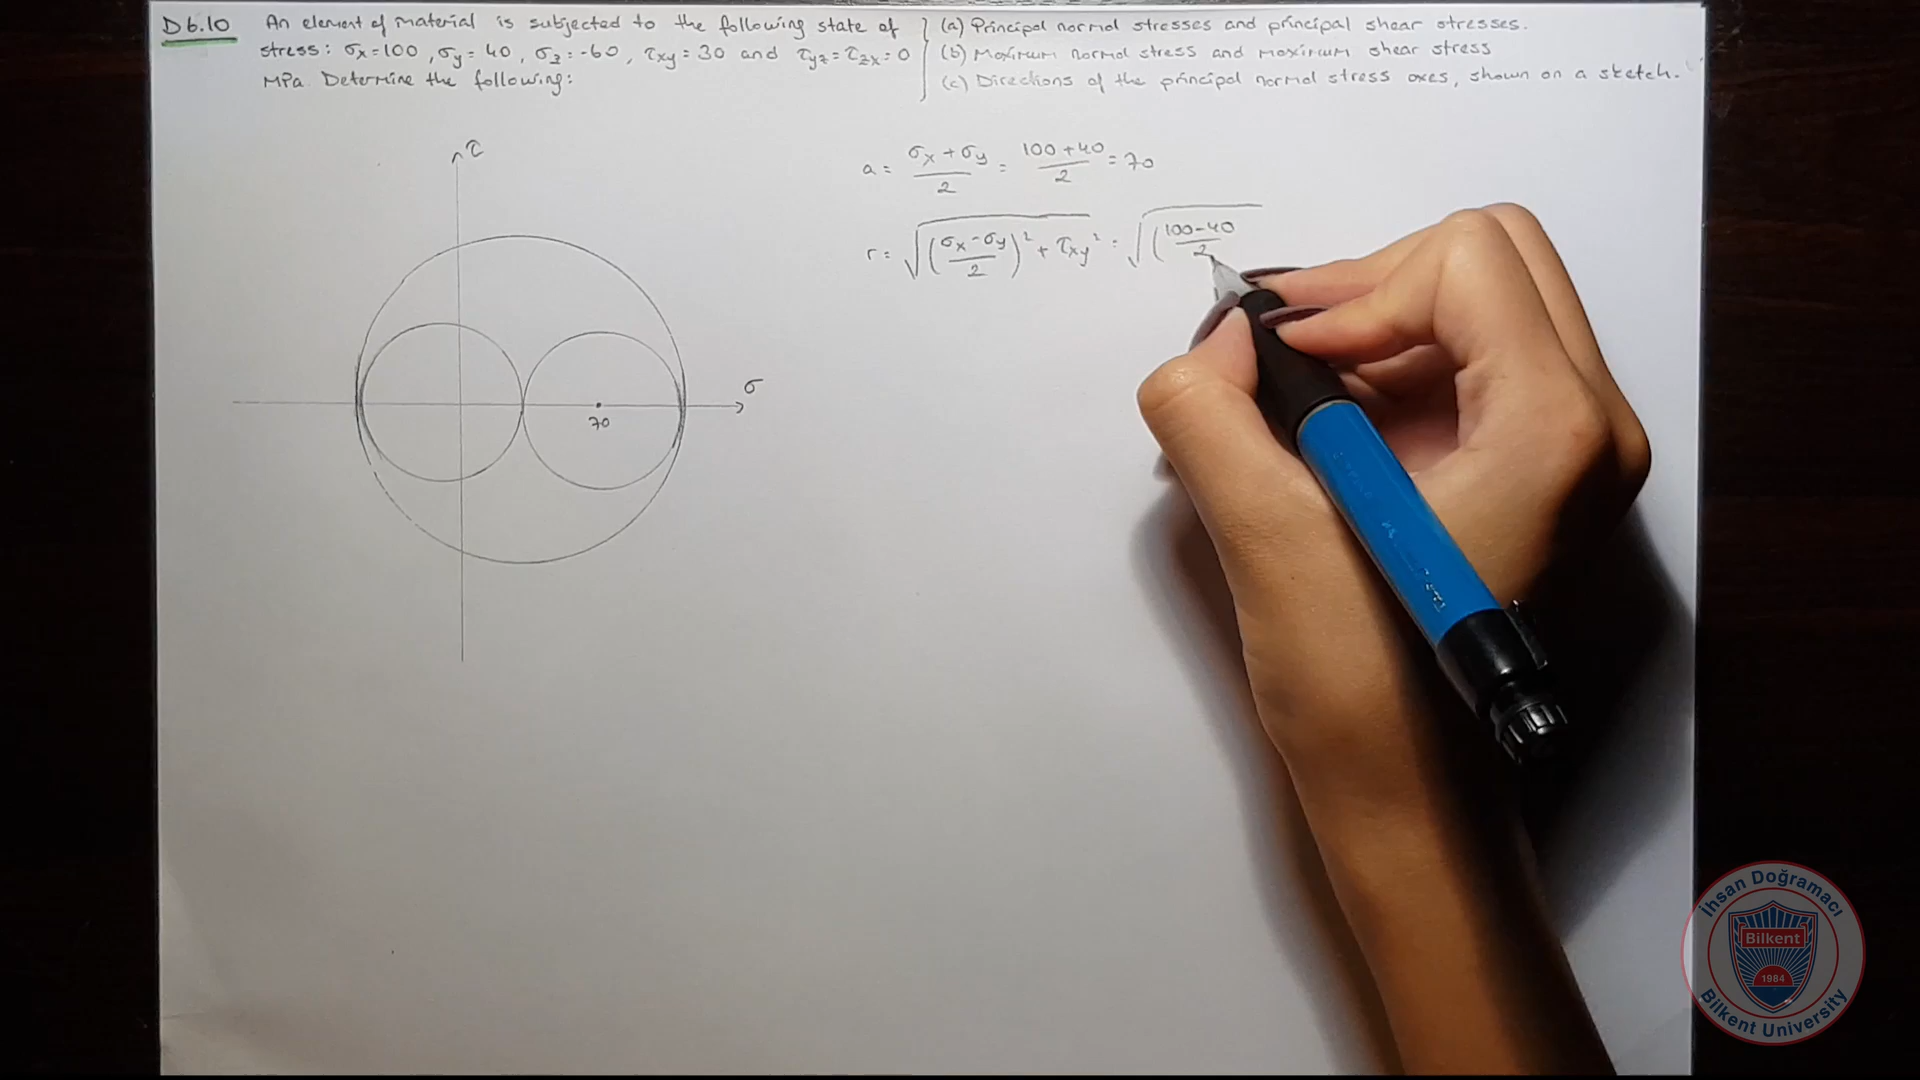 D6.10 An element of material is subjected to the following state of
stress: σx=100, σy=40, σz=-60, τxy=30 and τyz=τzx=0
MPa. Determine the following:
(a) Principal normal stresses and principal shear stresses.
(b) Maximum normal stress and maximum shear stress
(c) Directions of the principal normal stress axes, shown on a sketch.
τ
σ
70
a = (σx+σy)/2 = (100+40)/2 = 70
r = √((σx-σy)/2)² + τxy² = √((100-40)/2
İhsan Doğramacı
Bilkent
1984
Bilkent University